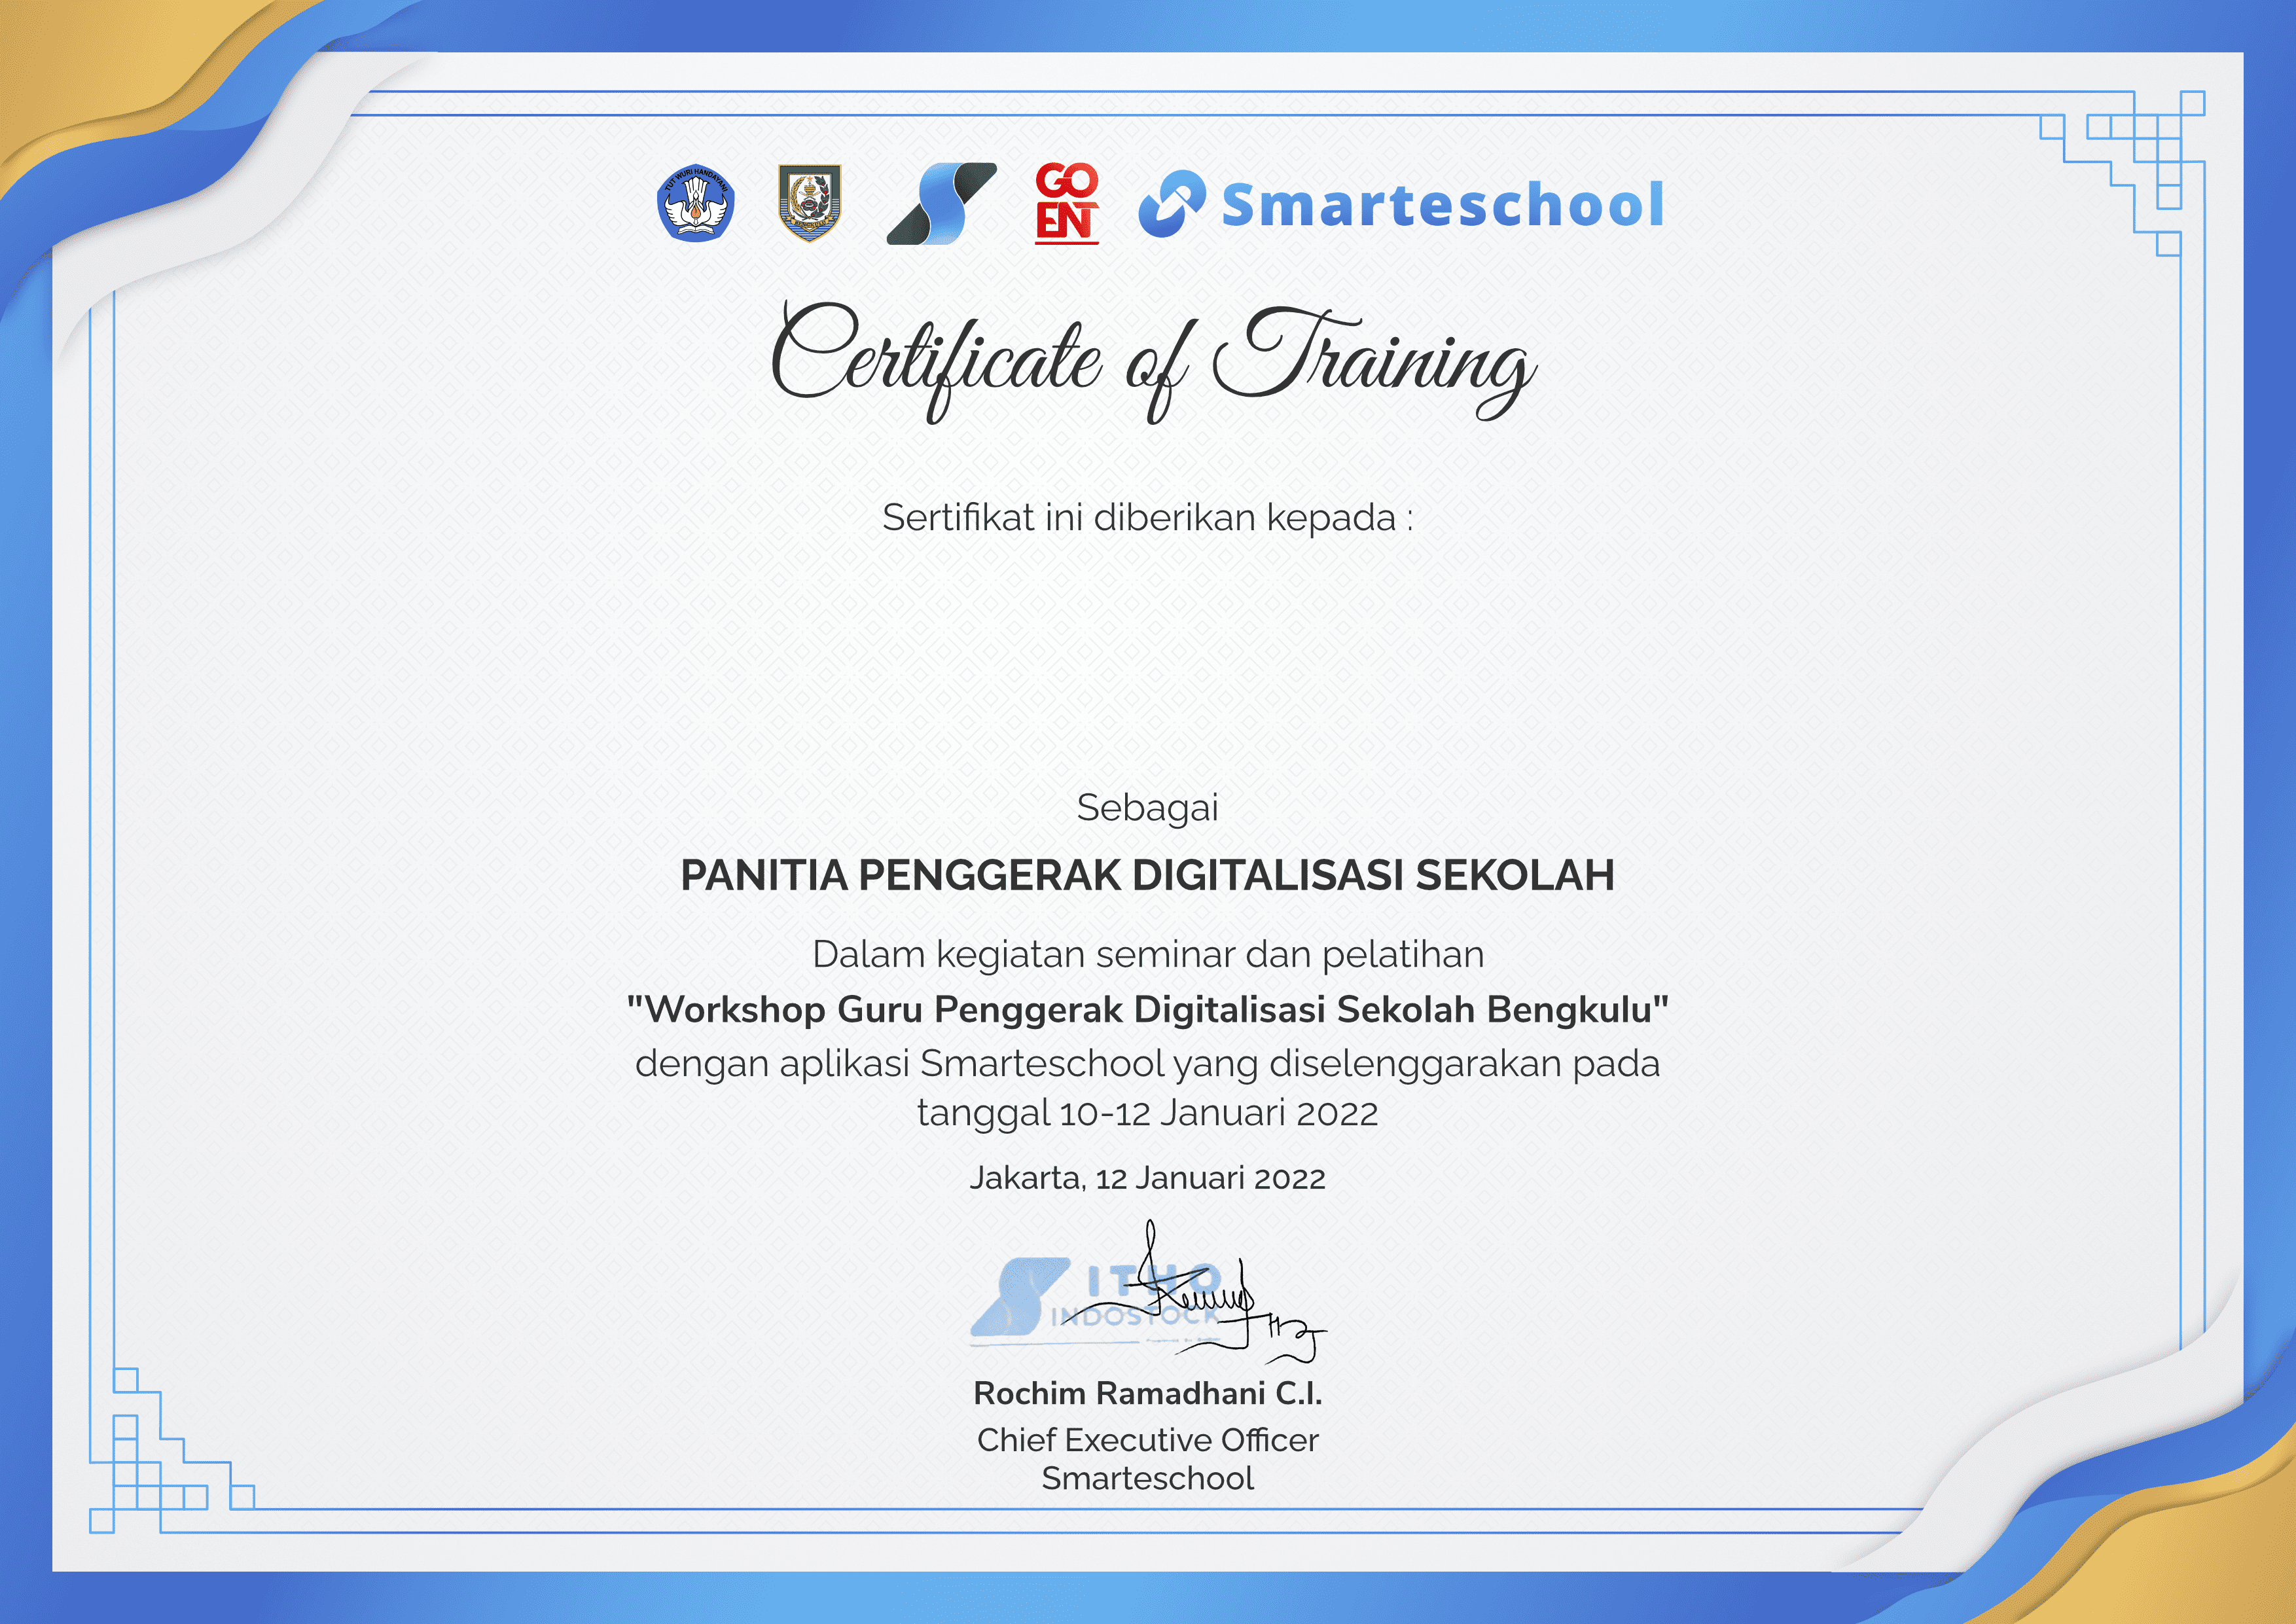 TUT WURI HANDAYANI
GO
ENT
Smarteschool
Certificate of Training
Sertifikat ini diberikan kepada :
Sebagai
PANITIA PENGGERAK DIGITALISASI SEKOLAH
Dalam kegiatan seminar dan pelatihan
"Workshop Guru Penggerak Digitalisasi Sekolah Bengkulu"
dengan aplikasi Smarteschool yang diselenggarakan pada
tanggal 10-12 Januari 2022
Jakarta, 12 Januari 2022
ITHO
INDOSTOCK
Rochim Ramadhani C.I.
Chief Executive Officer
Smarteschool